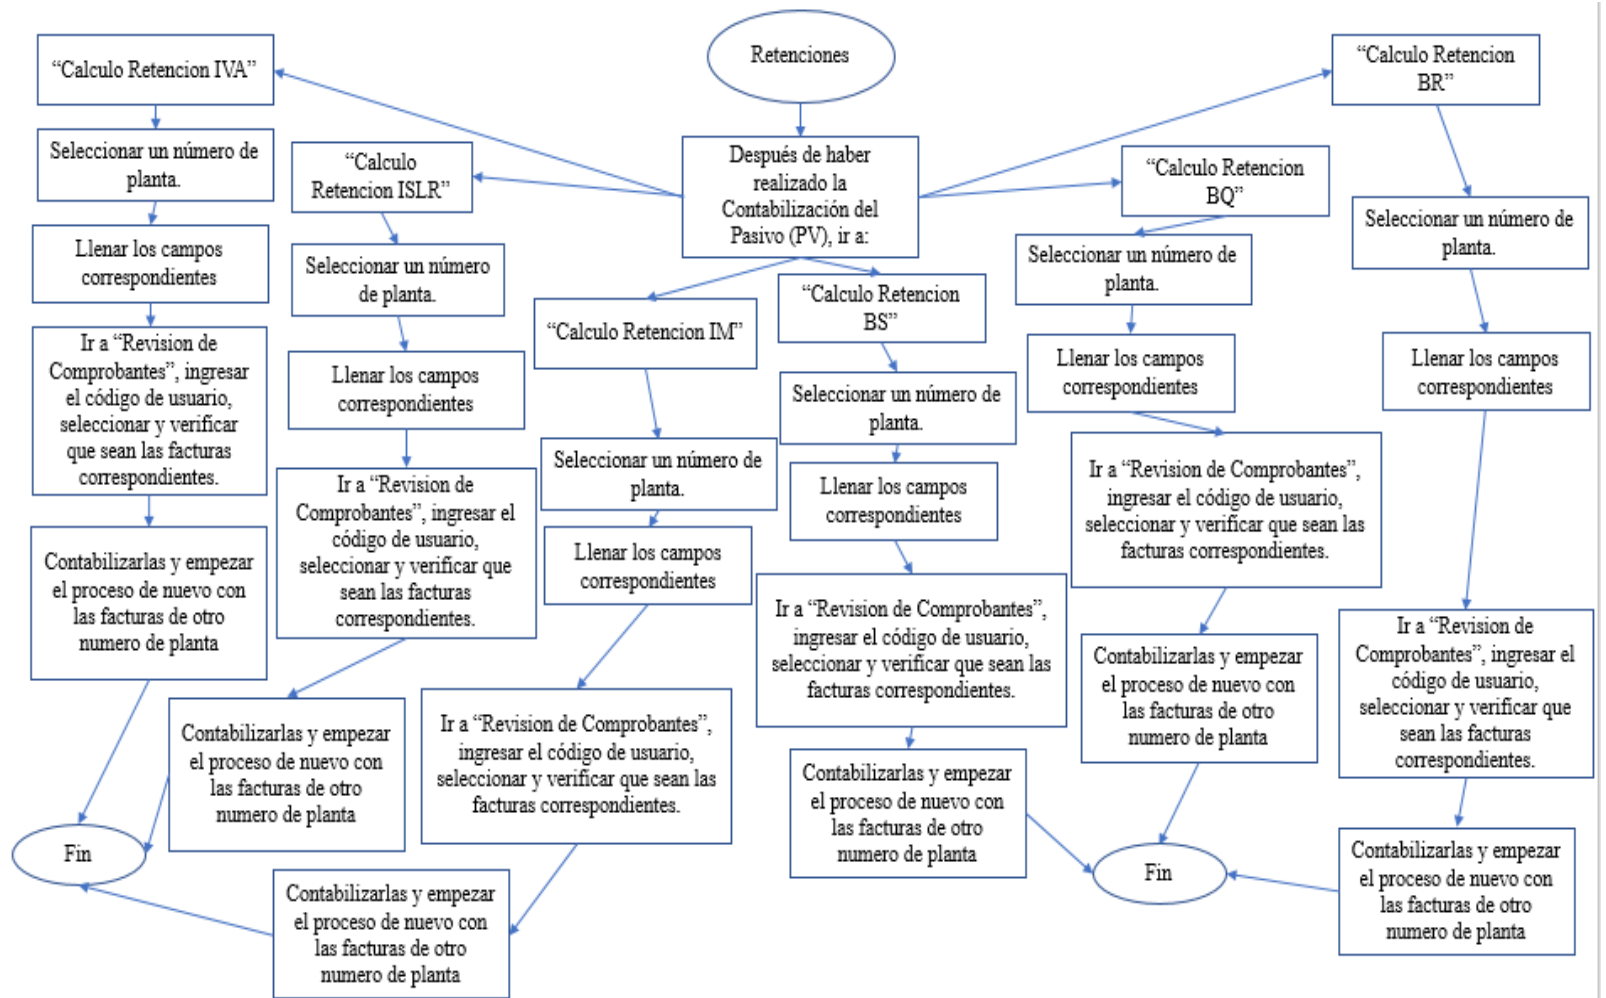 Retenciones
Después de haber
realizado la
Contabilización del
Pasivo (PV), ir a:
“Calculo Retencion IVA”
Seleccionar un número de
planta.
Llenar los campos
correspondientes
Ir a “Revision de
Comprobantes”, ingresar
el código de usuario,
seleccionar y verificar
que sean las facturas
correspondientes.
Contabilizarlas y empezar
el proceso de nuevo con
las facturas de otro
numero de planta
“Calculo
Retencion ISLR”
Seleccionar un número
de planta.
Llenar los campos
correspondientes
Ir a “Revision de
Comprobantes”, ingresar el
código de usuario,
seleccionar y verificar que
sean las facturas
correspondientes.
Contabilizarlas y empezar
el proceso de nuevo con
las facturas de otro
numero de planta
“Calculo Retencion IM”
Seleccionar un número de
planta.
Llenar los campos
correspondientes
Ir a “Revision de Comprobantes”,
ingresar el código de usuario,
seleccionar y verificar que sean las
facturas correspondientes.
Contabilizarlas y empezar
el proceso de nuevo con
las facturas de otro
numero de planta
Fin
“Calculo Retencion
BS”
Seleccionar un número de
planta.
Llenar los campos
correspondientes
Ir a “Revision de Comprobantes”,
ingresar el código de usuario,
seleccionar y verificar que sean las
facturas correspondientes.
Contabilizarlas y empezar
el proceso de nuevo con
las facturas de otro
numero de planta
“Calculo Retencion
BQ”
Seleccionar un número de
planta.
Llenar los campos
correspondientes
Ir a “Revision de Comprobantes”,
ingresar el código de usuario,
seleccionar y verificar que sean las
facturas correspondientes.
Contabilizarlas y empezar
el proceso de nuevo con
las facturas de otro
numero de planta
“Calculo Retencion
BR”
Seleccionar un número de
planta.
Llenar los campos
correspondientes
Ir a “Revision de
Comprobantes”, ingresar el
código de usuario,
seleccionar y verificar que
sean las facturas
correspondientes.
Contabilizarlas y empezar
el proceso de nuevo con
las facturas de otro
numero de planta
Fin